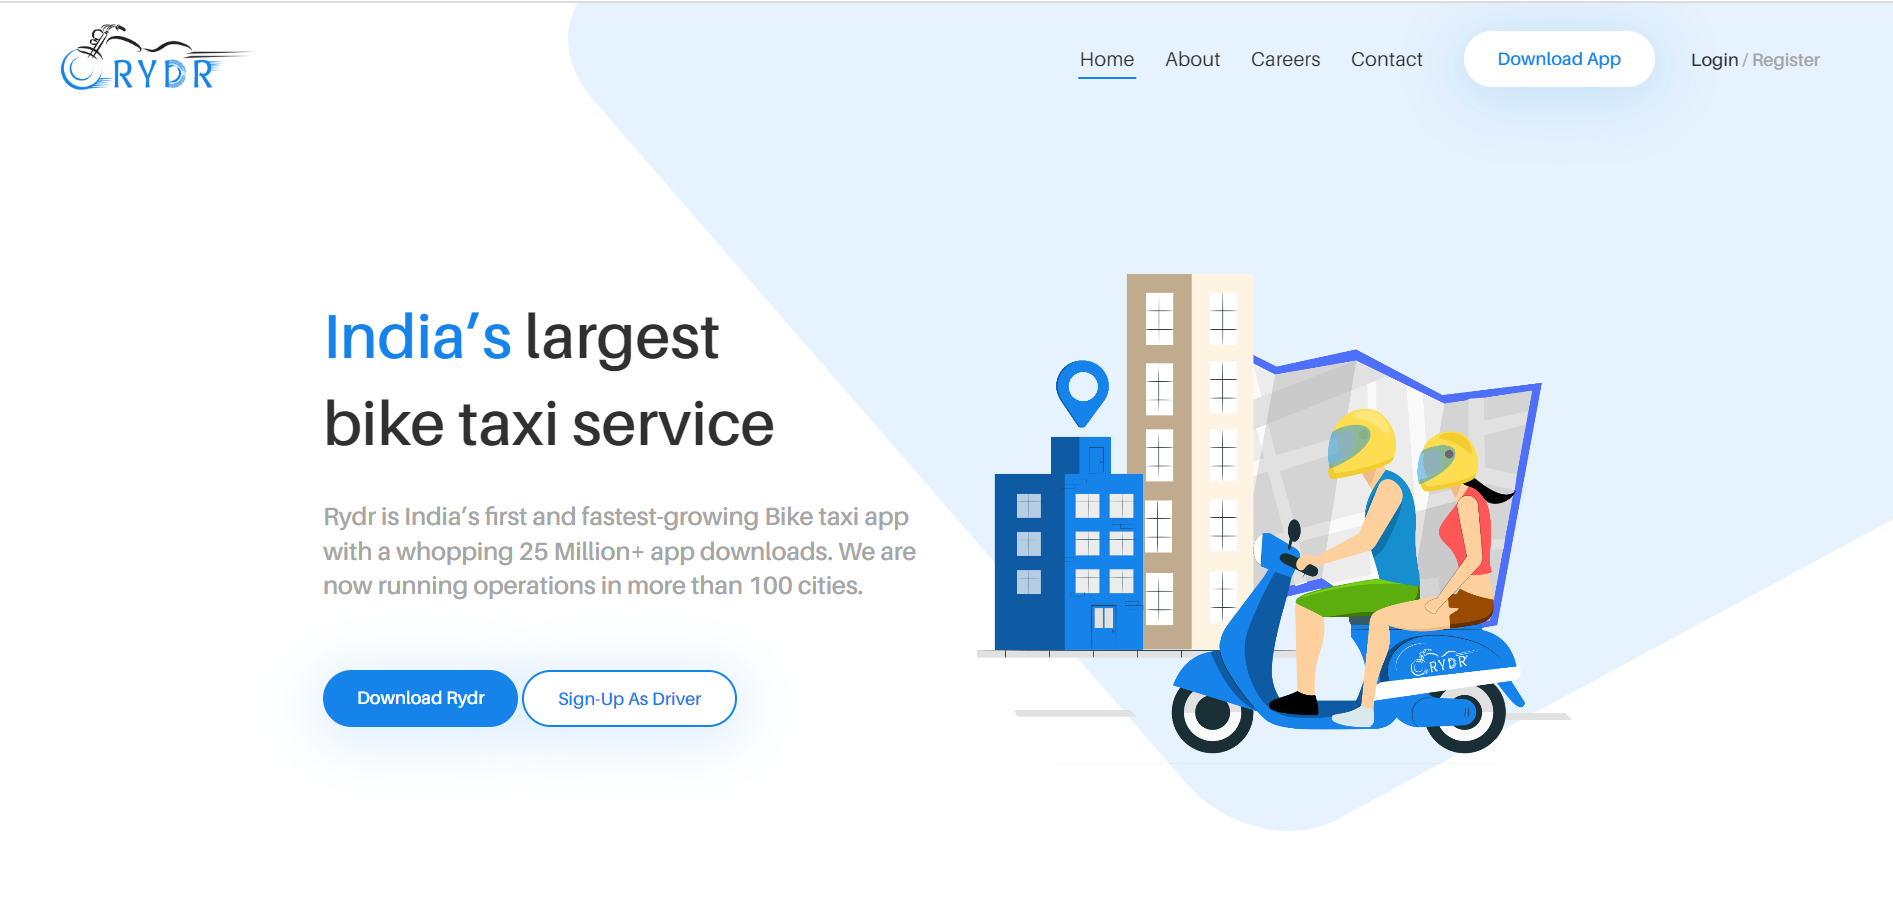 RYDR
Home About Careers Contact Download App Login / Register
India’s largest
bike taxi service
Rydr is India’s first and fastest-growing Bike taxi app
with a whopping 25 Million+ app downloads. We are
now running operations in more than 100 cities.
Download Rydr Sign-Up As Driver
RYDR